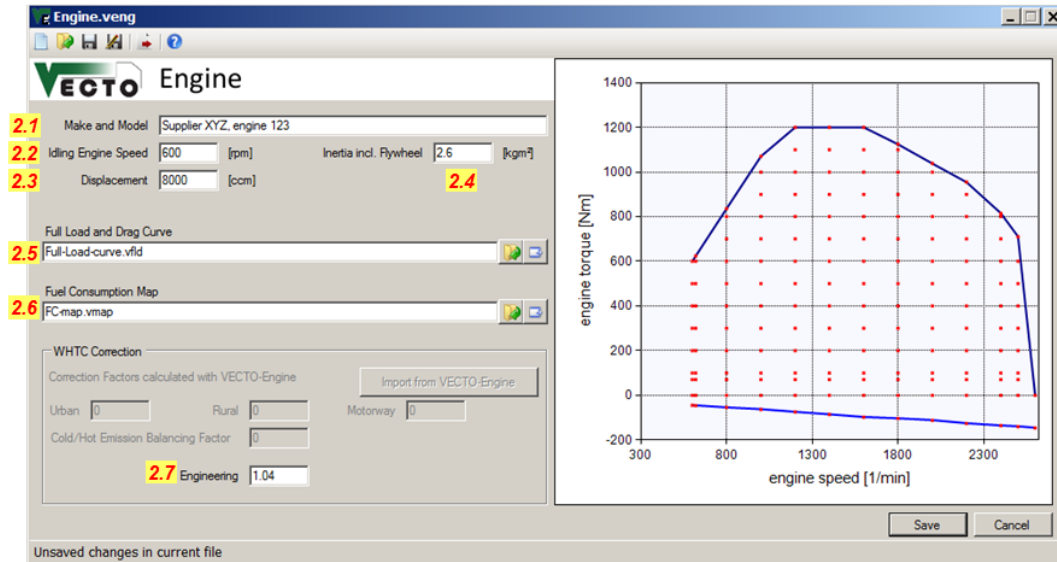 Engine.veng
VECTO Engine
2.1 Make and Model Supplier XYZ, engine 123
2.2 Idling Engine Speed 600 [rpm] Inertia incl. Flywheel 2.6 [kgm²]
2.3 Displacement 8000 [ccm] 2.4
Full Load and Drag Curve
2.5 Full-Load-curve.vfld
Fuel Consumption Map
2.6 FC-map.vmap
WHTC Correction
Correction Factors calculated with VECTO-Engine Import from VECTO-Engine
Urban 0 Rural 0 Motorway 0
Cold/Hot Emission Balancing Factor 0
2.7 Engineering 1.04
1400
1200
1000
800
600
400
200
0
-200
engine torque [Nm]
300 800 1300 1800 2300
engine speed [1/min]
Save Cancel
Unsaved changes in current file